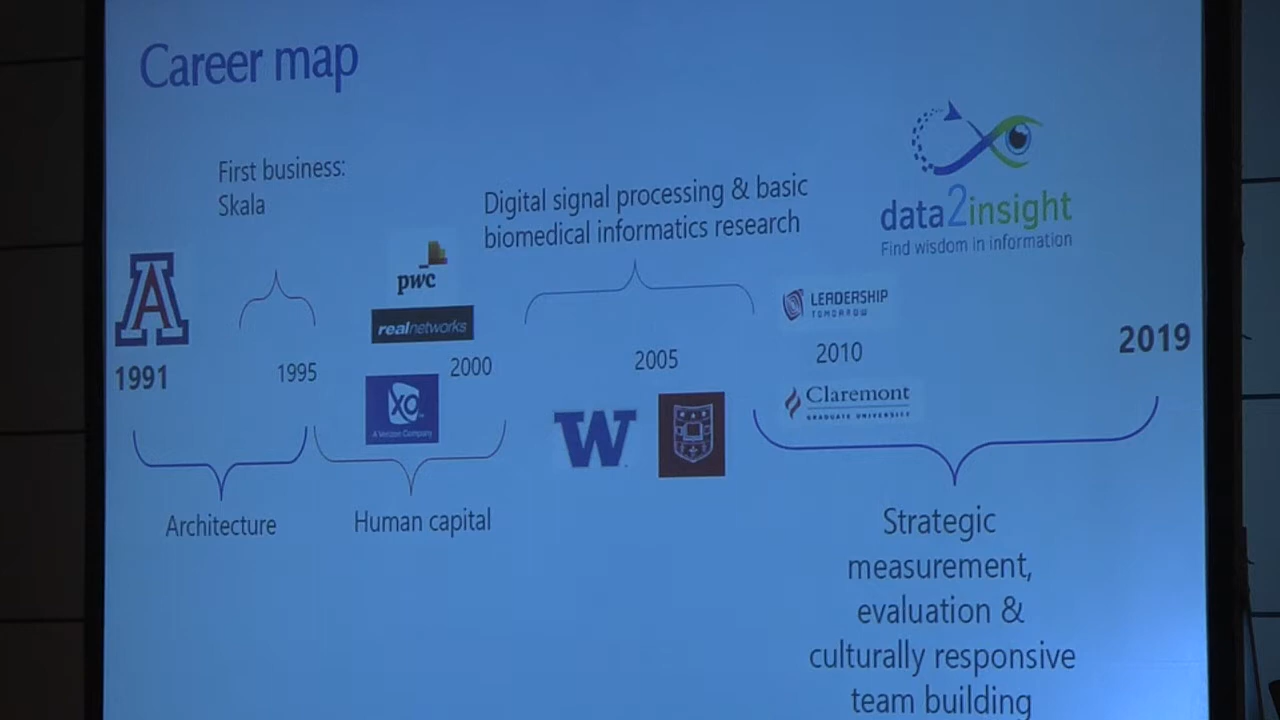 Career map
First business:
Skala
Digital signal processing & basic
biomedical informatics research
data2insight
Find wisdom in information
A
pwc
realnetworks
LEADERSHIP
TOMORROW
1991
1995
2000
2005
2010
2019
XO
A Verizon Company
W
Claremont
GRADUATE UNIVERSITY
Architecture
Human capital
Strategic
measurement,
evaluation &
culturally responsive
team building